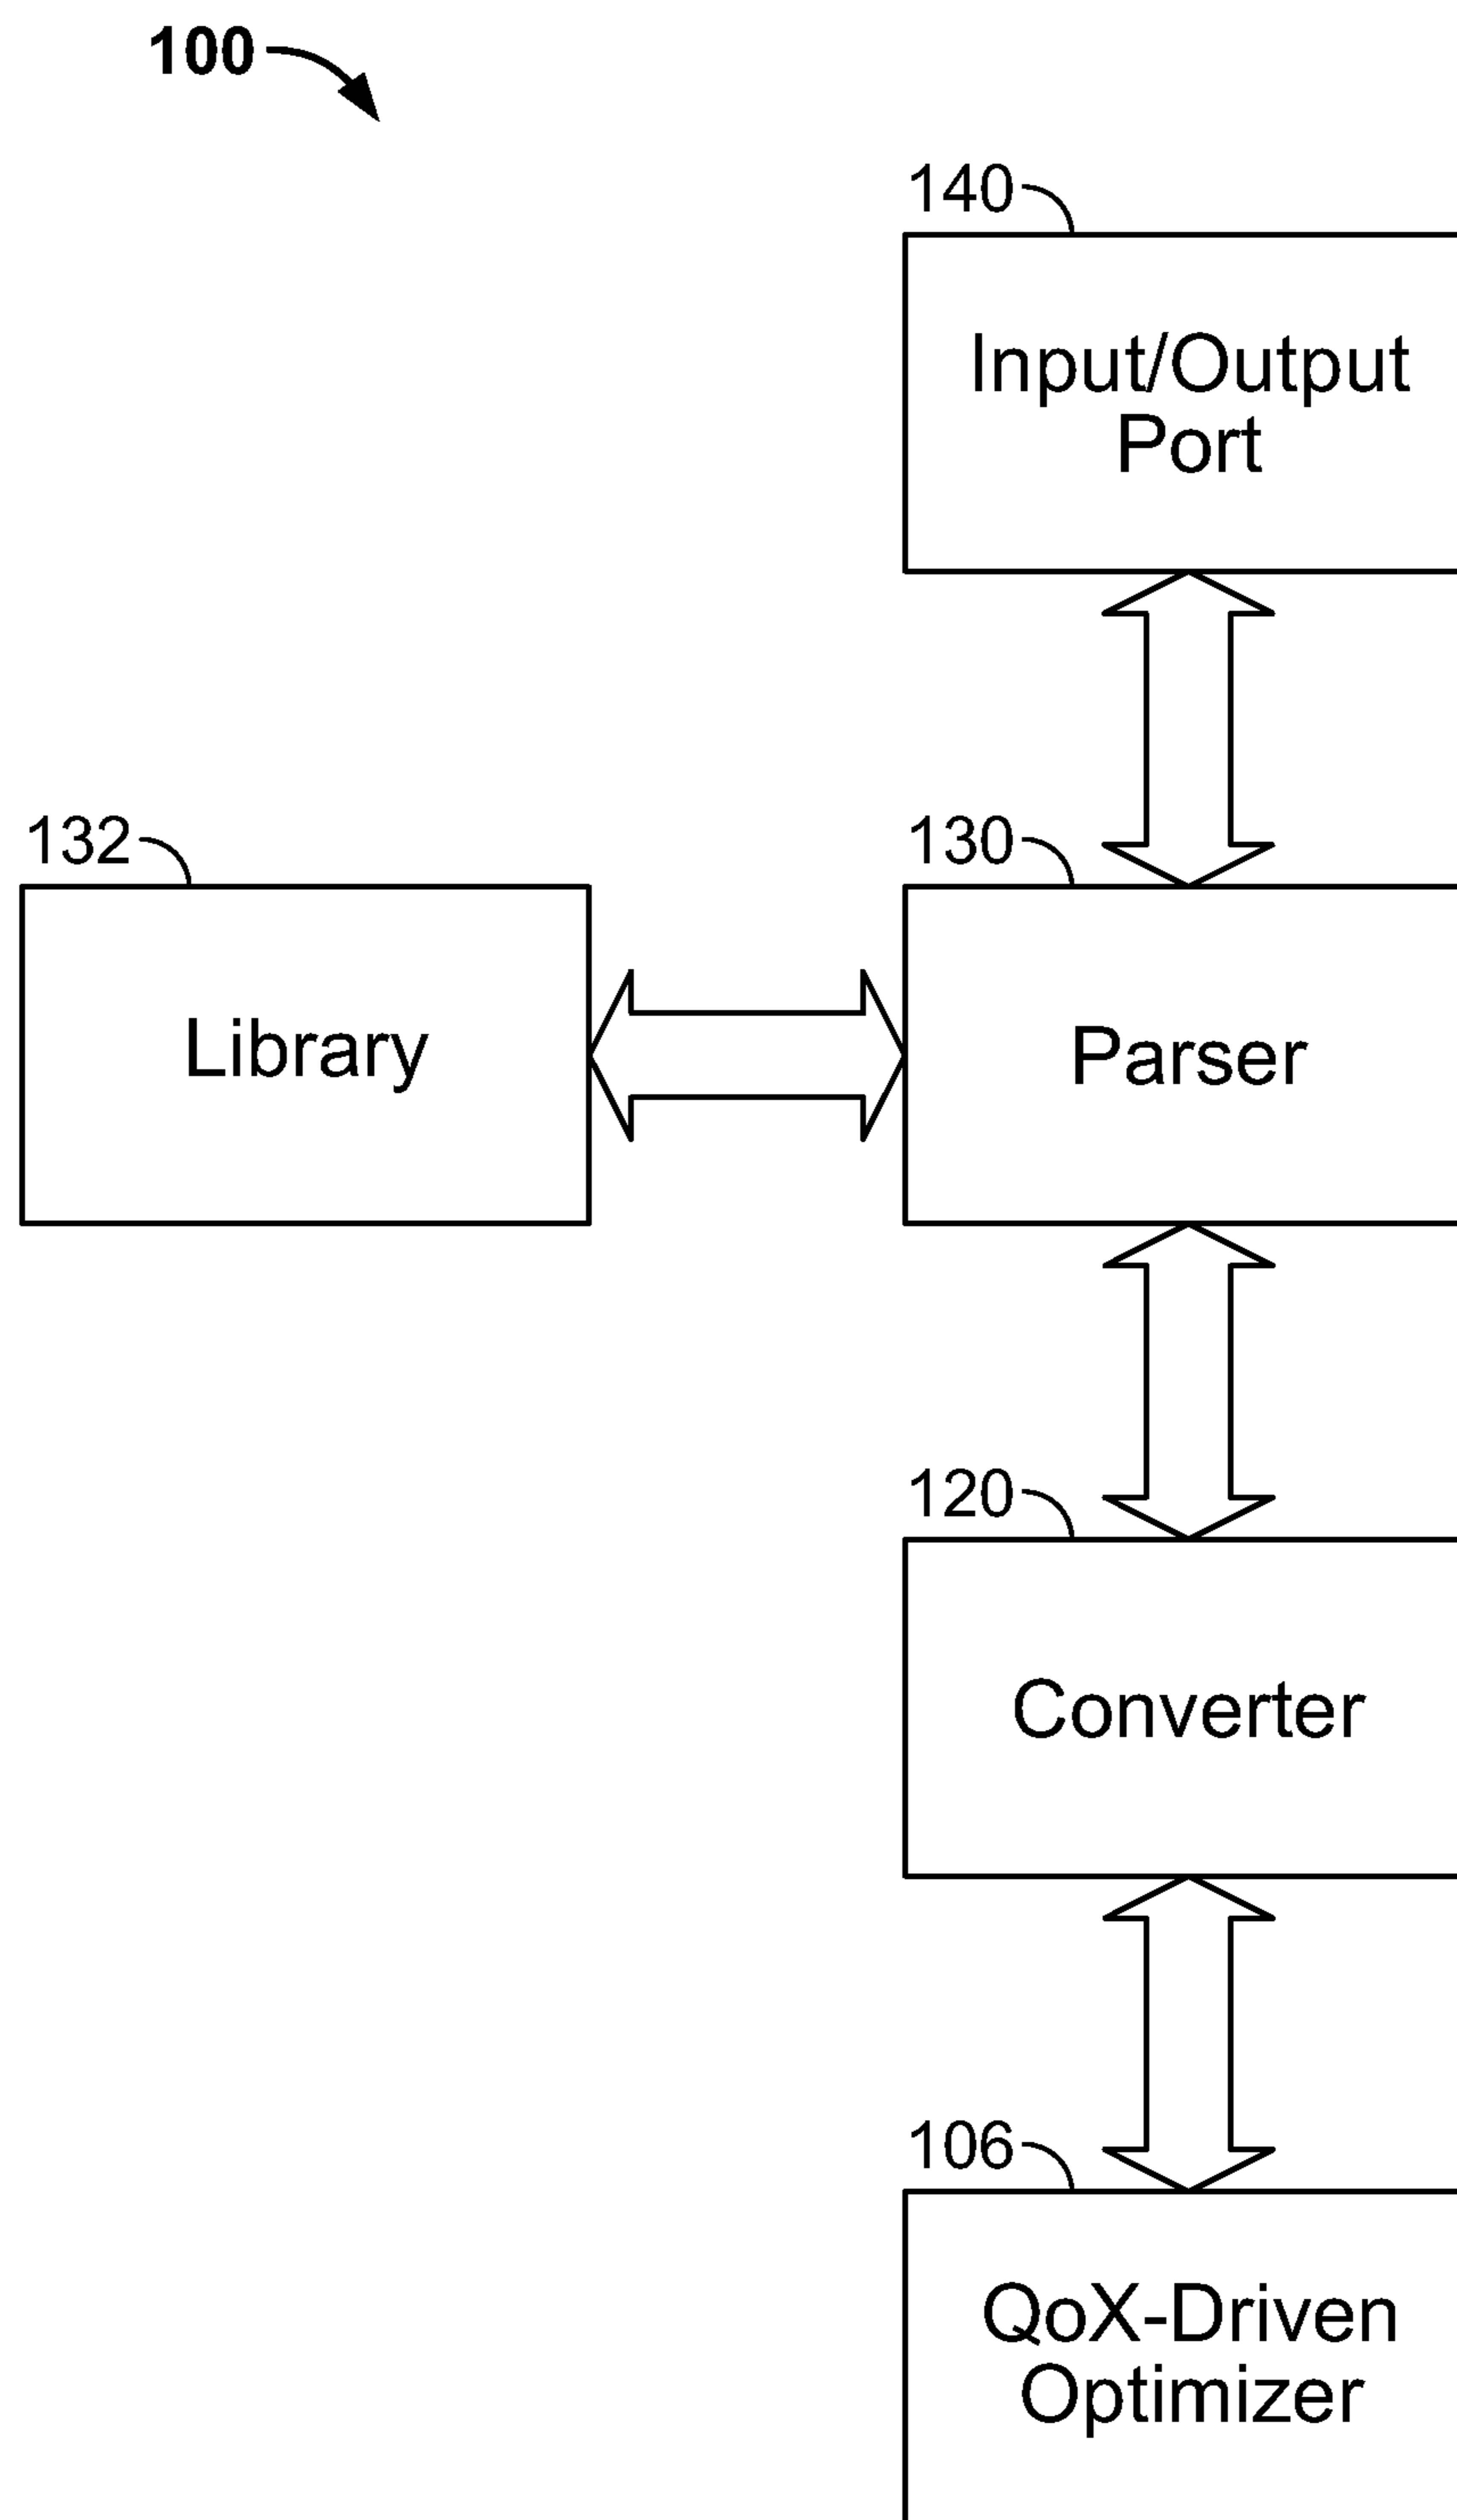 100
140
Input/Output
Port
132
130
Library
Parser
120
Converter
106
QoX-Driven
Optimizer